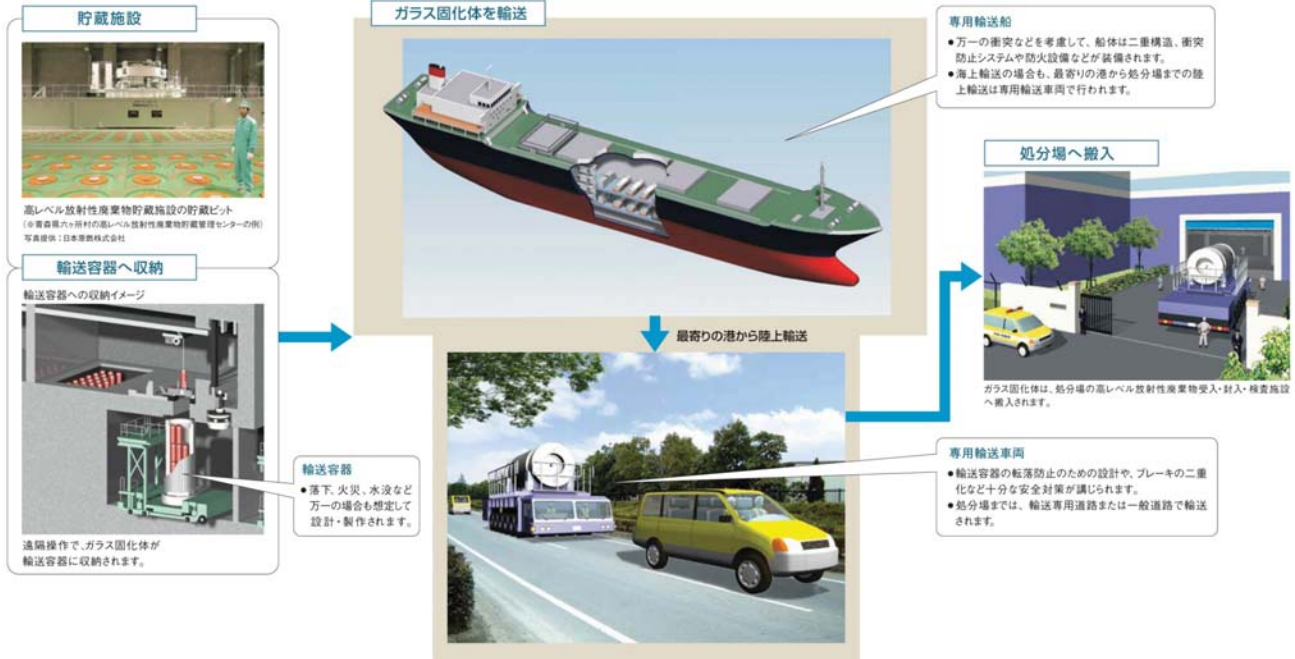 貯蔵施設
高レベル放射性廃棄物貯蔵施設の貯蔵ピット
(※青森県六ヶ所村の高レベル放射性廃棄物貯蔵管理センターの例)
写真提供:日本原燃株式会社
輸送容器へ収納
輸送容器への収納イメージ
遠隔操作で、ガラス固化体が
輸送容器に収納されます。
輸送容器
●落下、火災、水没など
万一の場合も想定して
設計・製作されます。
ガラス固化体を輸送
専用輸送船
●万一の衝突などを考慮して、船体は二重構造、衝突
防止システムや防火設備などが装備されます。
●海上輸送の場合も、最寄りの港から処分場までの陸
上輸送は専用輸送車両で行われます。
最寄りの港から陸上輸送
専用輸送車両
●輸送容器の転落防止のための設計や、ブレーキの二重
化など十分な安全対策が講じられます。
●処分場までは、輸送専用道路または一般道路で輸送
されます。
処分場へ搬入
ガラス固化体は、処分場の高レベル放射性廃棄物受入・封入・検査施設
へ搬入されます。